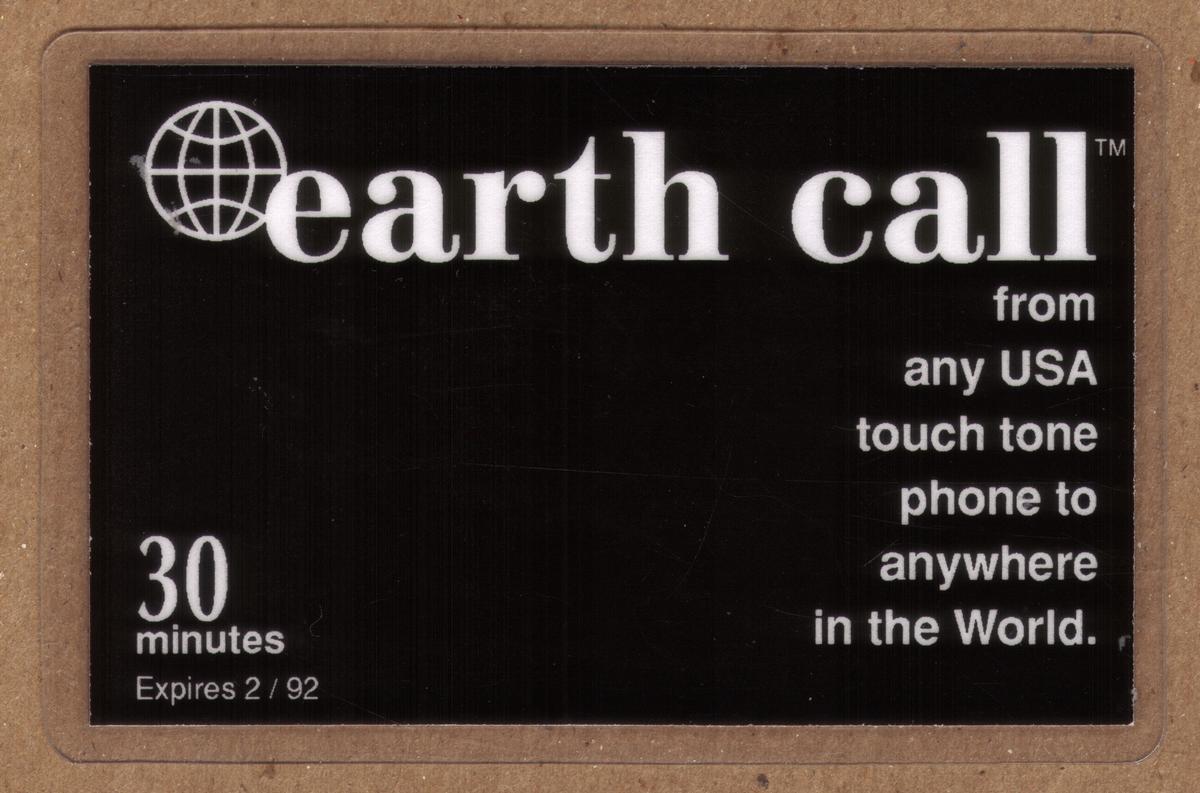 earth call™
from
any USA
touch tone
phone to
anywhere
in the World.
30
minutes
Expires 2 / 92